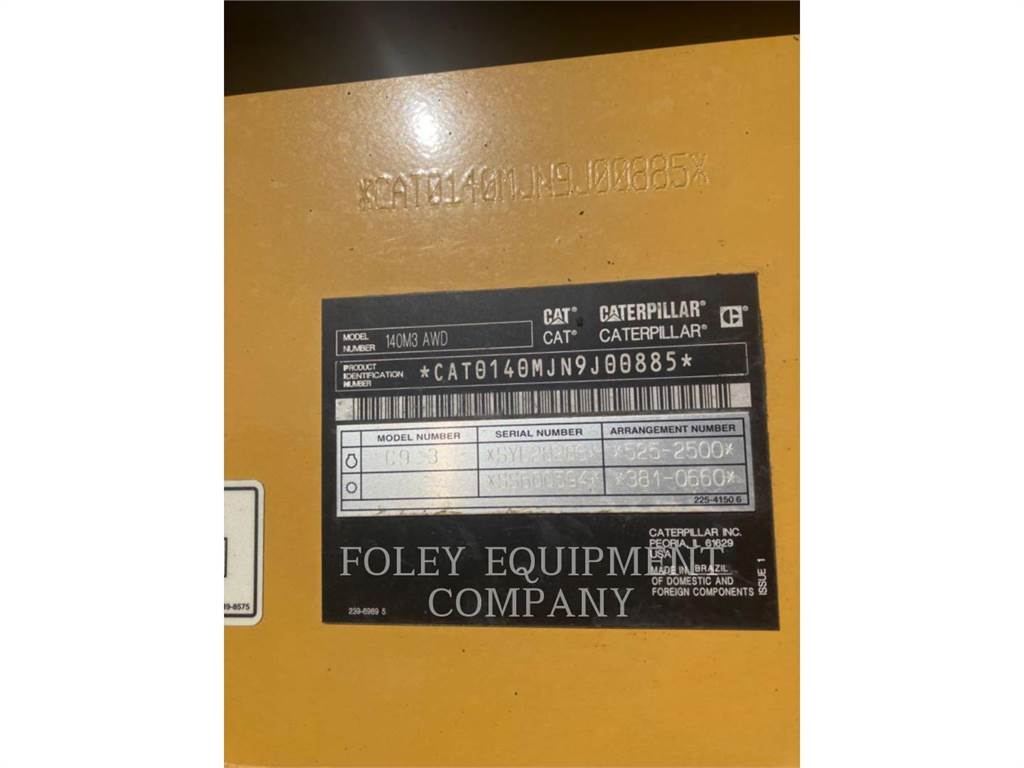 *CAT0140MJN9J00885*
CAT® CATERPILLAR®
CAT® CATERPILLAR®
MODEL NUMBER 140M3 AWD
PRODUCT IDENTIFICATION NUMBER *CAT0140MJN9J00885*
MODEL NUMBER SERIAL NUMBER ARRANGEMENT NUMBER
*525-2500*
*381-0660*
225-4150 6
CATERPILLAR INC.
PEORIA, IL 61629
USA
MADE IN BRAZIL
OF DOMESTIC AND
FOREIGN COMPONENTS
ISSUE 1
239-6989 5
FOLEY EQUIPMENT
COMPANY